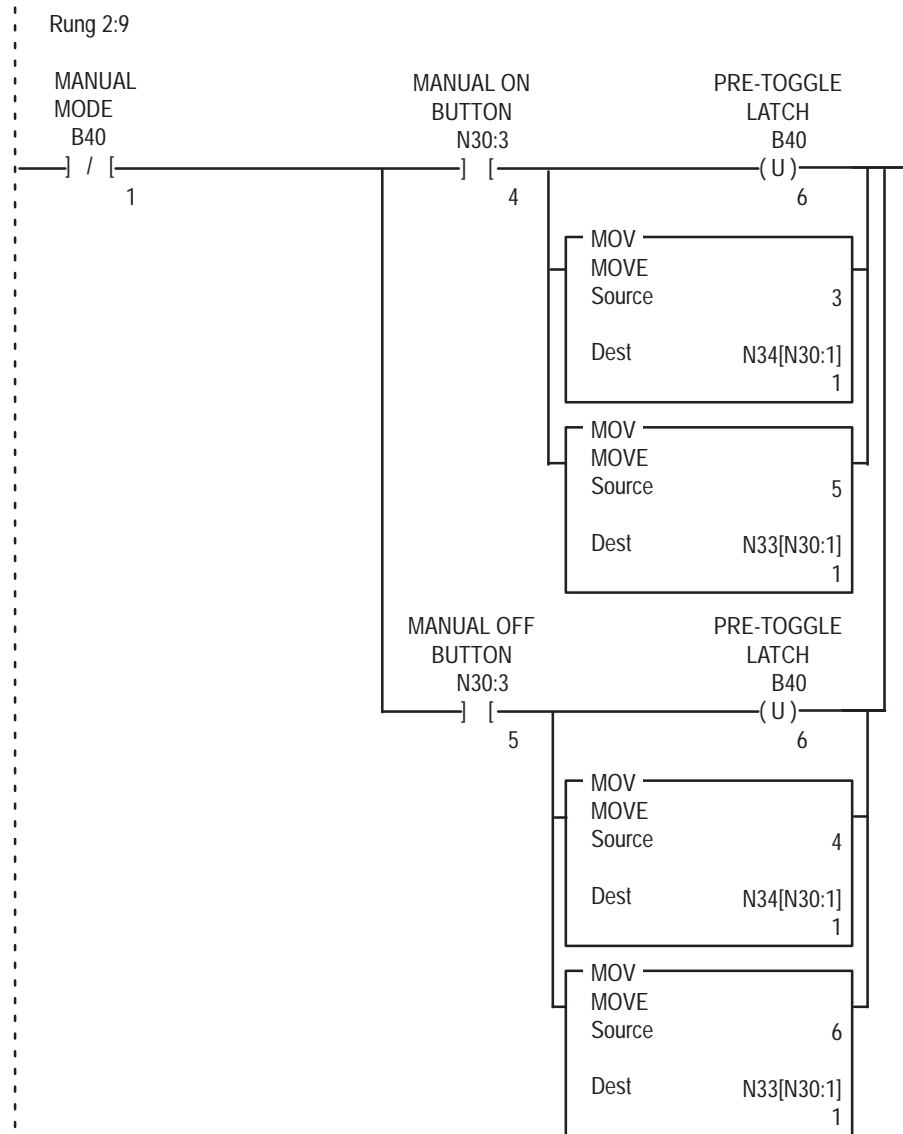 Rung 2:9
MANUAL
MODE
B40
] / [
1
MANUAL ON
BUTTON
N30:3
] [
4
PRE-TOGGLE
LATCH
B40
(U)
6
MOV
MOVE
Source 3
Dest N34[N30:1]
1
MOV
MOVE
Source 5
Dest N33[N30:1]
1
MANUAL OFF
BUTTON
N30:3
] [
5
PRE-TOGGLE
LATCH
B40
(U)
6
MOV
MOVE
Source 4
Dest N34[N30:1]
1
MOV
MOVE
Source 6
Dest N33[N30:1]
1